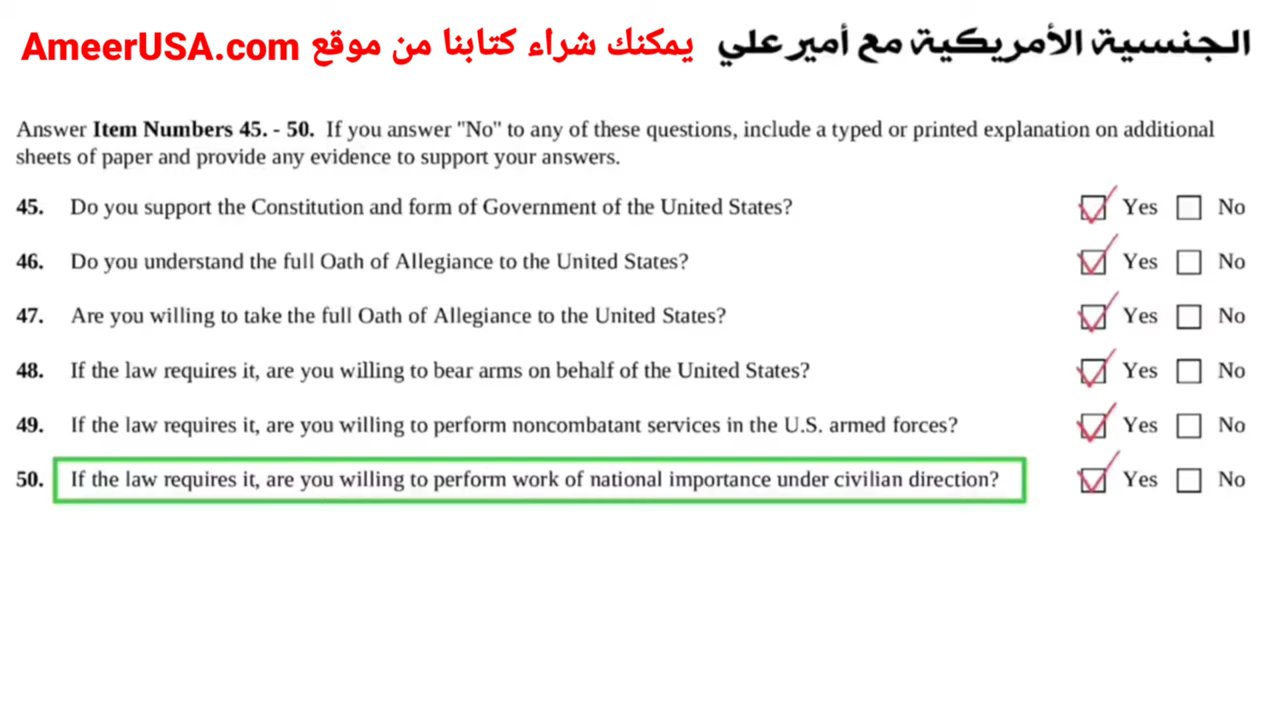 الجنسية الأمريكية مع أمير علي يمكنك شراء كتابنا من موقع AmeerUSA.com
Answer Item Numbers 45. - 50. If you answer "No" to any of these questions, include a typed or printed explanation on additional
sheets of paper and provide any evidence to support your answers.
45. Do you support the Constitution and form of Government of the United States? Yes No
46. Do you understand the full Oath of Allegiance to the United States? Yes No
47. Are you willing to take the full Oath of Allegiance to the United States? Yes No
48. If the law requires it, are you willing to bear arms on behalf of the United States? Yes No
49. If the law requires it, are you willing to perform noncombatant services in the U.S. armed forces? Yes No
50. If the law requires it, are you willing to perform work of national importance under civilian direction? Yes No